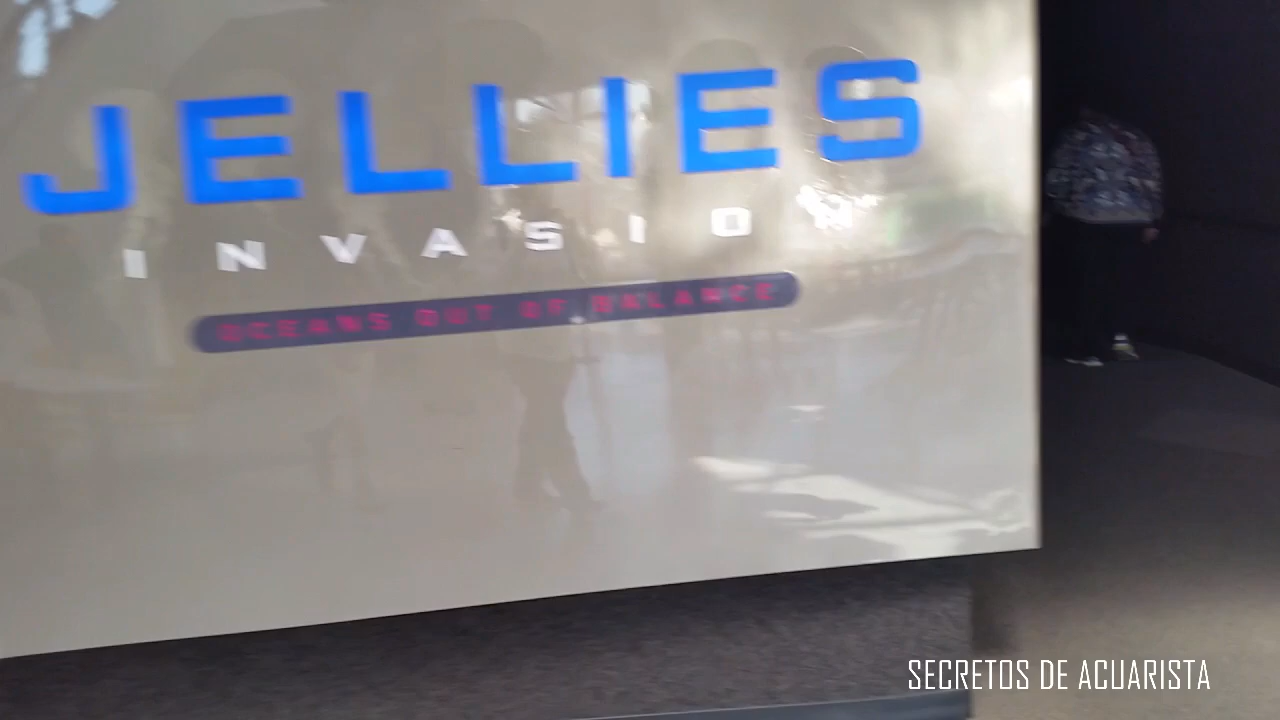 JELLIES
INVASION
OCEANS OUT OF BALANCE
SECRETOS DE ACUARISTA